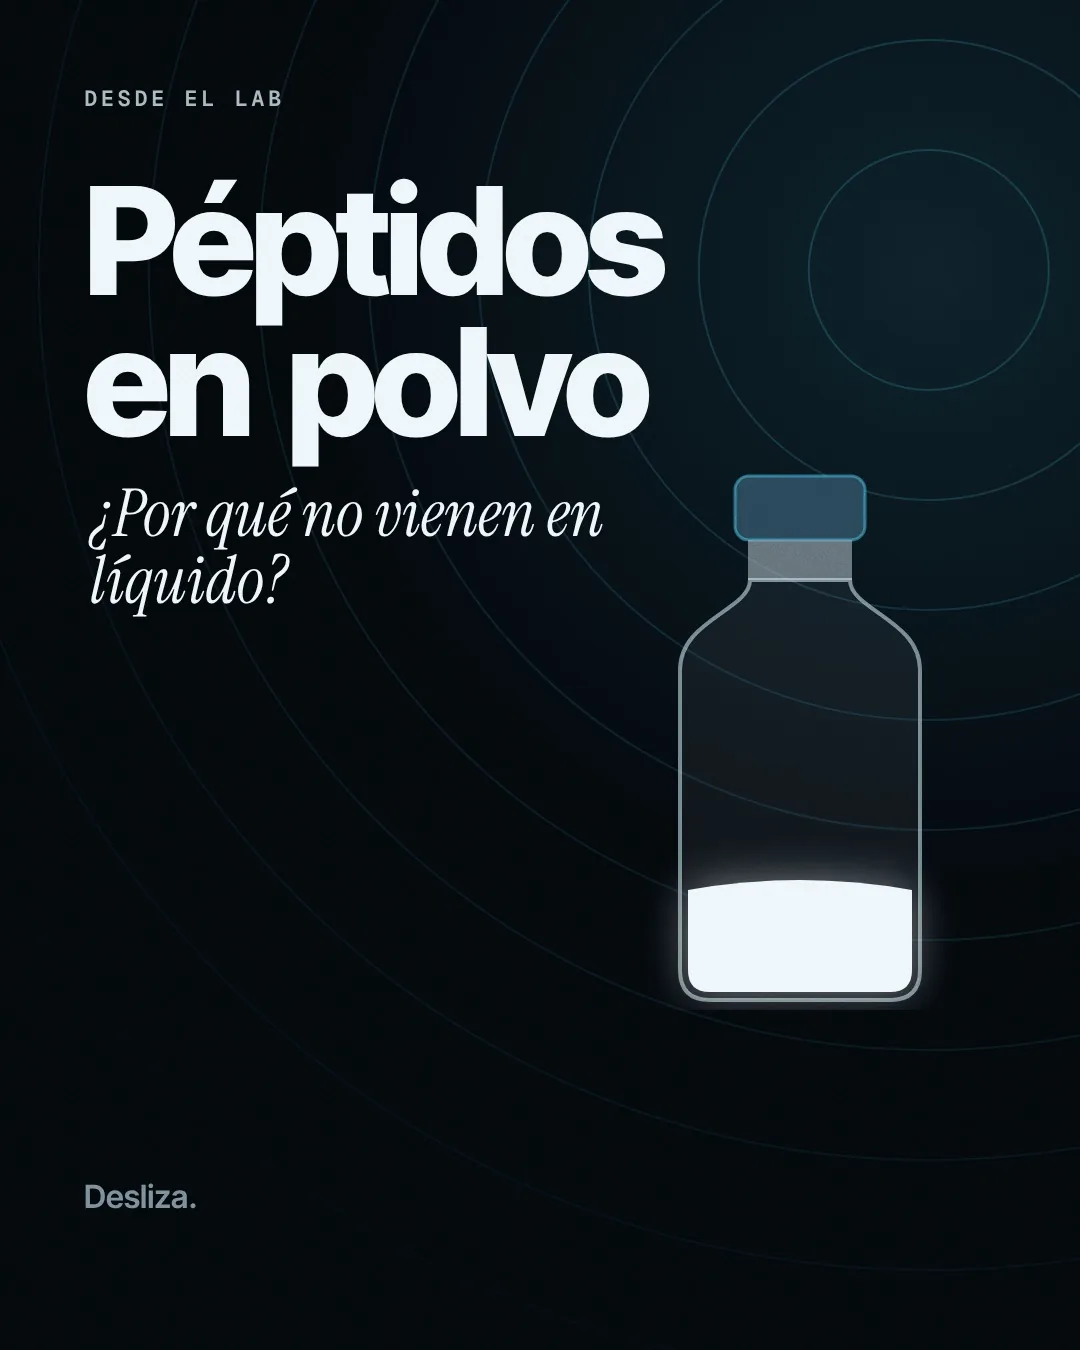 DESDE EL LAB
Péptidos
en polvo
¿Por qué no vienen en
líquido?
Desliza.